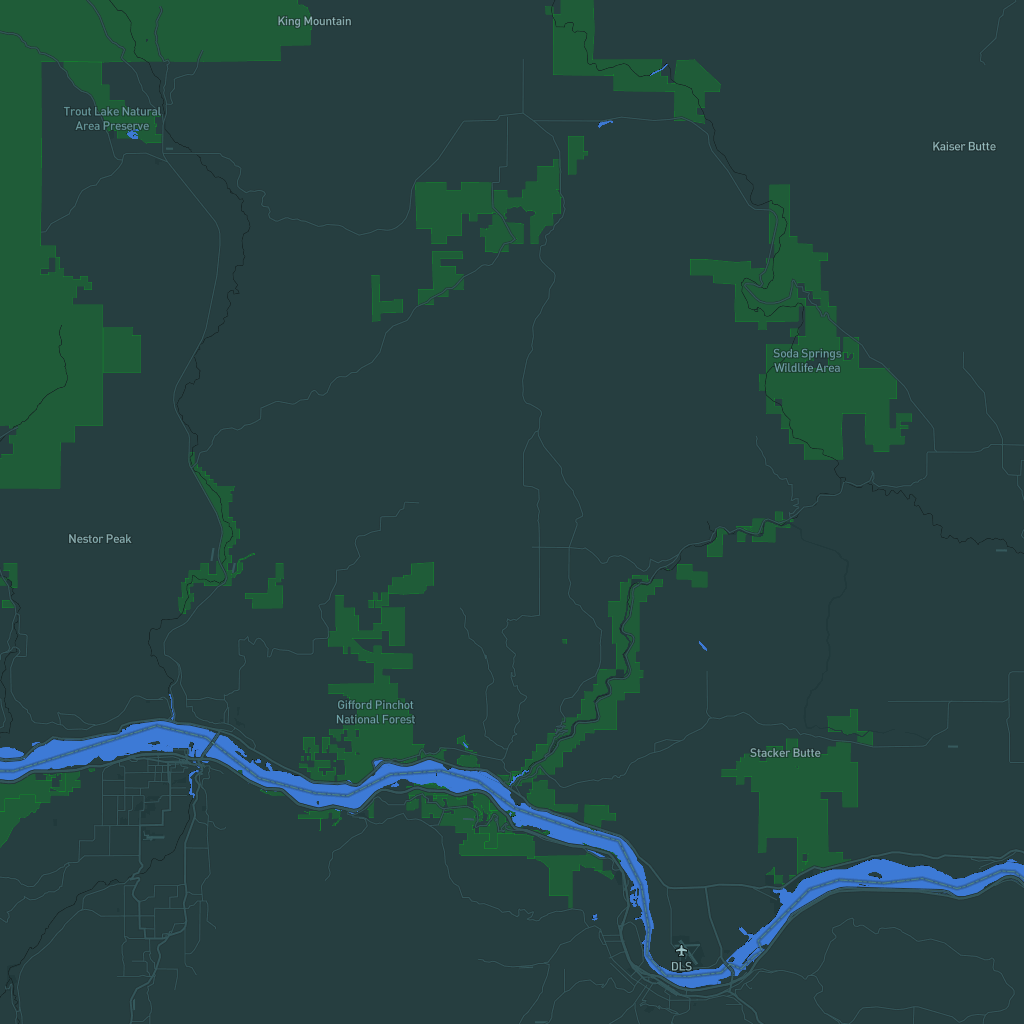 King Mountain
Trout Lake Natural
Area Preserve
Kaiser Butte
Soda Springs
Wildlife Area
Nestor Peak
Gifford Pinchot
National Forest
Stacker Butte
DLS